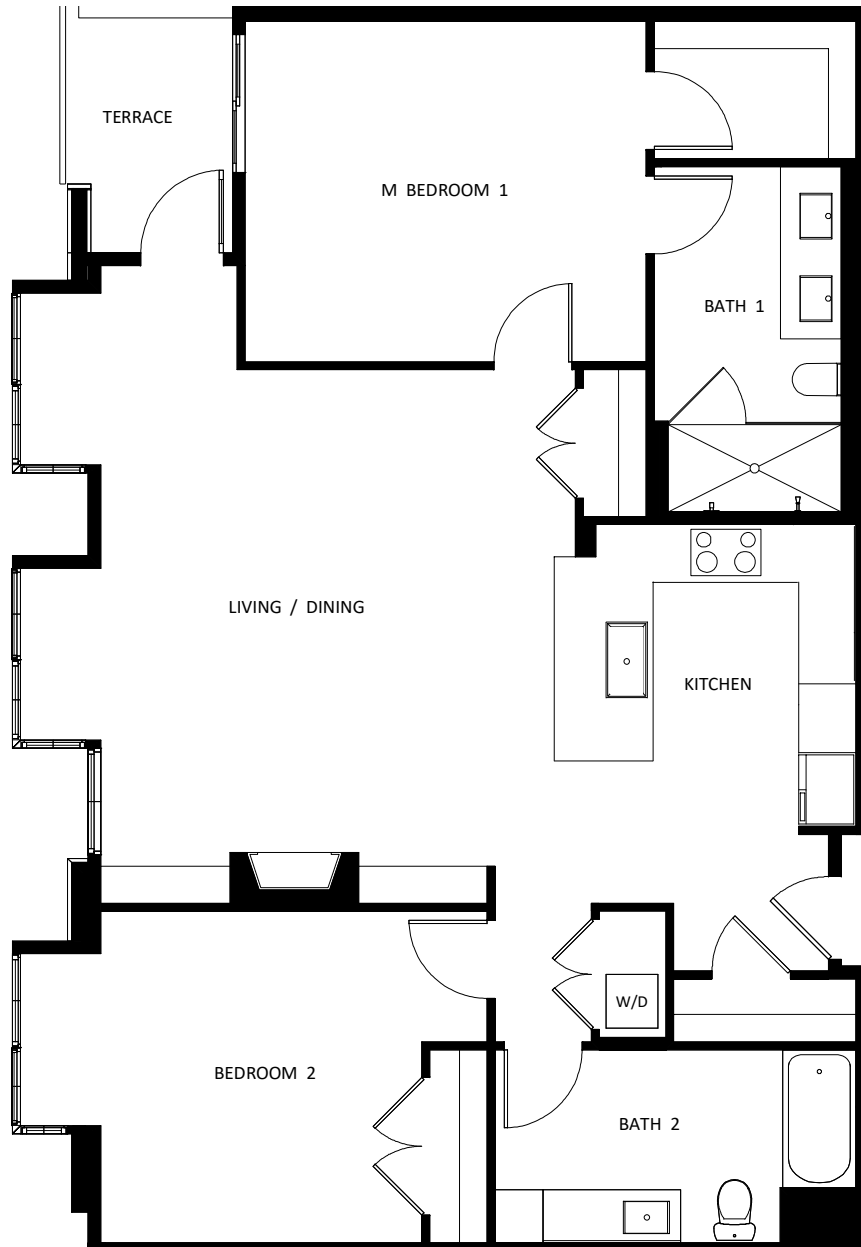 TERRACE
M BEDROOM 1
BATH 1
LIVING / DINING
KITCHEN
W/D
BEDROOM 2
BATH 2